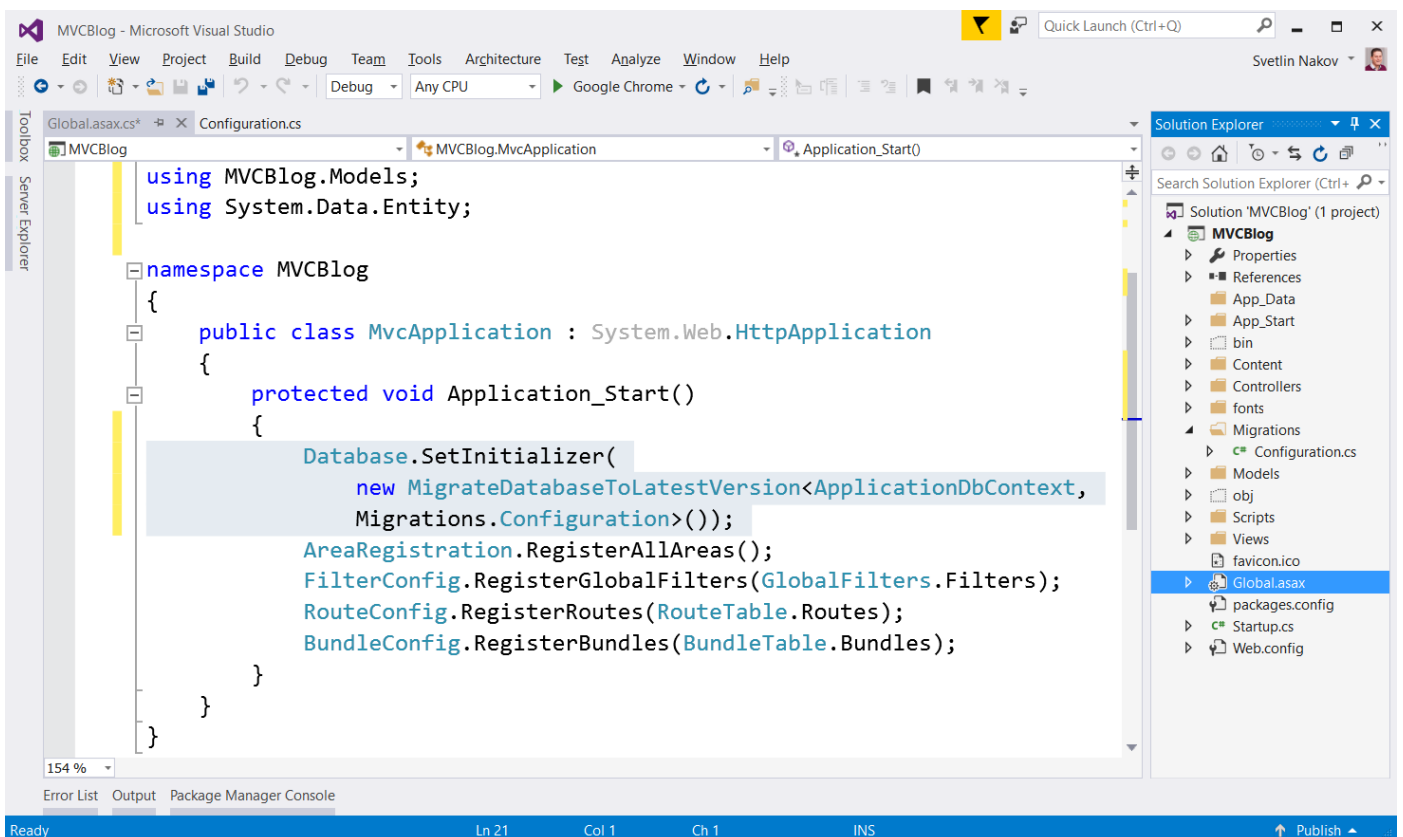 MVCBlog - Microsoft Visual Studio
Quick Launch (Ctrl+Q)
File Edit View Project Build Debug Team Tools Architecture Test Analyze Window Help
Svetlin Nakov
Debug Any CPU Google Chrome
Toolbox
Server Explorer
Global.asax.cs* Configuration.cs
MVCBlog MVCBlog.MvcApplication Application_Start()
using MVCBlog.Models;
using System.Data.Entity;
namespace MVCBlog
{
public class MvcApplication : System.Web.HttpApplication
{
protected void Application_Start()
{
Database.SetInitializer(
new MigrateDatabaseToLatestVersion<ApplicationDbContext,
Migrations.Configuration>());
AreaRegistration.RegisterAllAreas();
FilterConfig.RegisterGlobalFilters(GlobalFilters.Filters);
RouteConfig.RegisterRoutes(RouteTable.Routes);
BundleConfig.RegisterBundles(BundleTable.Bundles);
}
}
}
154 %
Solution Explorer
Search Solution Explorer (Ctrl+
Solution 'MVCBlog' (1 project)
MVCBlog
Properties
References
App_Data
App_Start
bin
Content
Controllers
fonts
Migrations
C# Configuration.cs
Models
obj
Scripts
Views
favicon.ico
Global.asax
packages.config
C# Startup.cs
Web.config
Error List Output Package Manager Console
Ready Ln 21 Col 1 Ch 1 INS Publish